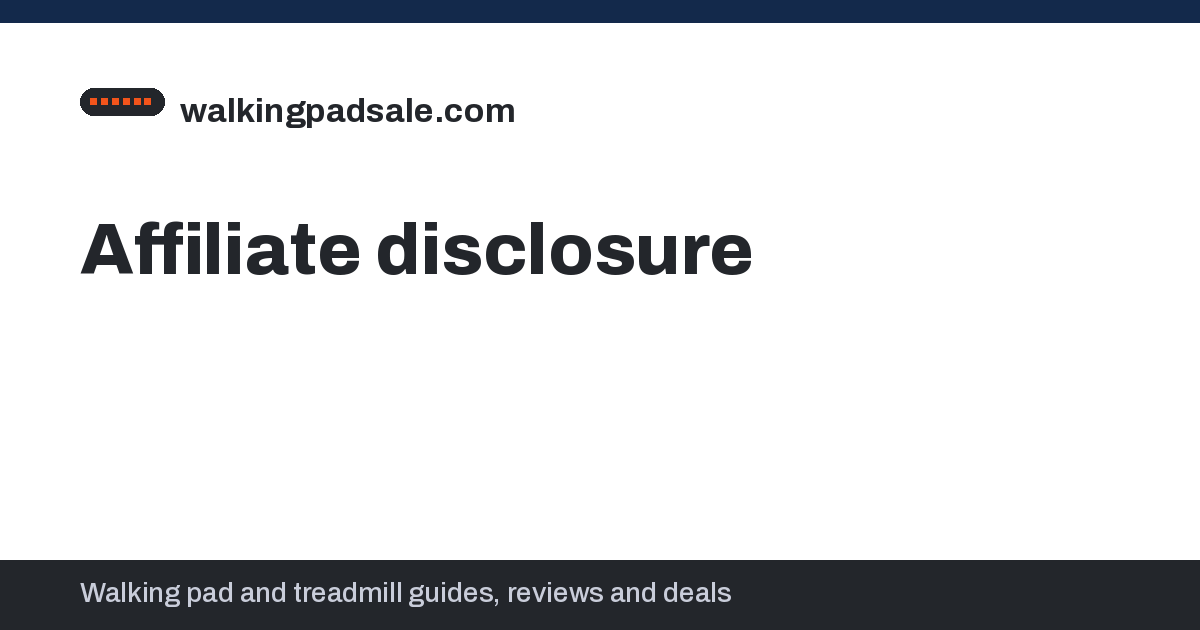 walkingpadsale.com
Affiliate disclosure
Walking pad and treadmill guides, reviews and deals